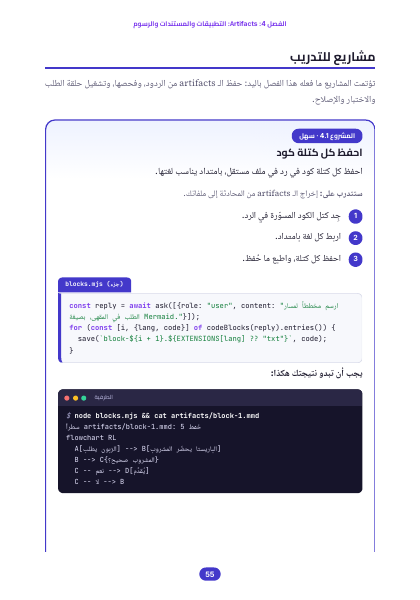 الفصل 4: Artifacts: التطبيقات والمستندات والرسوم
مشاريع للتدريب
تؤتمت المشاريع ما فعله هذا الفصل باليد: حفظ الـ artifacts من الردود، وفحصها، وتشغيل حلقة الطلب
والاختبار والإصلاح.
المشروع 4.1 · سهل
احفظ كل كتلة كود
احفظ كل كتلة كود في رد في ملف مستقل، بامتداد يناسب لغتها.
ستتدرب على: إخراج الـ artifacts من المحادثة إلى ملفاتك.
1 جِد كتل الكود المسوّرة في الرد.
2 اربط كل لغة بامتداد.
3 احفظ كل كتلة، واطبع ما حُفظ.
blocks.mjs (جزء)
const reply = await ask([{role: "user", content: "ارسم مخططاً لمسار
الطلب في المقهى، بصيغة Mermaid."}]);
for (const [i, {lang, code}] of codeBlocks(reply).entries()) {
save(`block-${i + 1}.${EXTENSIONS[lang] ?? "txt"}`, code);
}
يجب أن تبدو نتيجتك هكذا:
الطرفية
$ node blocks.mjs && cat artifacts/block-1.mmd
حُفظ artifacts/block-1.mmd: 5 سطراً
flowchart RL
A[الزبون يطلب] --> B[الباريستا يحضّر المشروب]
B --> C{المشروب صحيح؟}
C -- نعم --> D[يُقدَّم]
C -- لا --> B
55